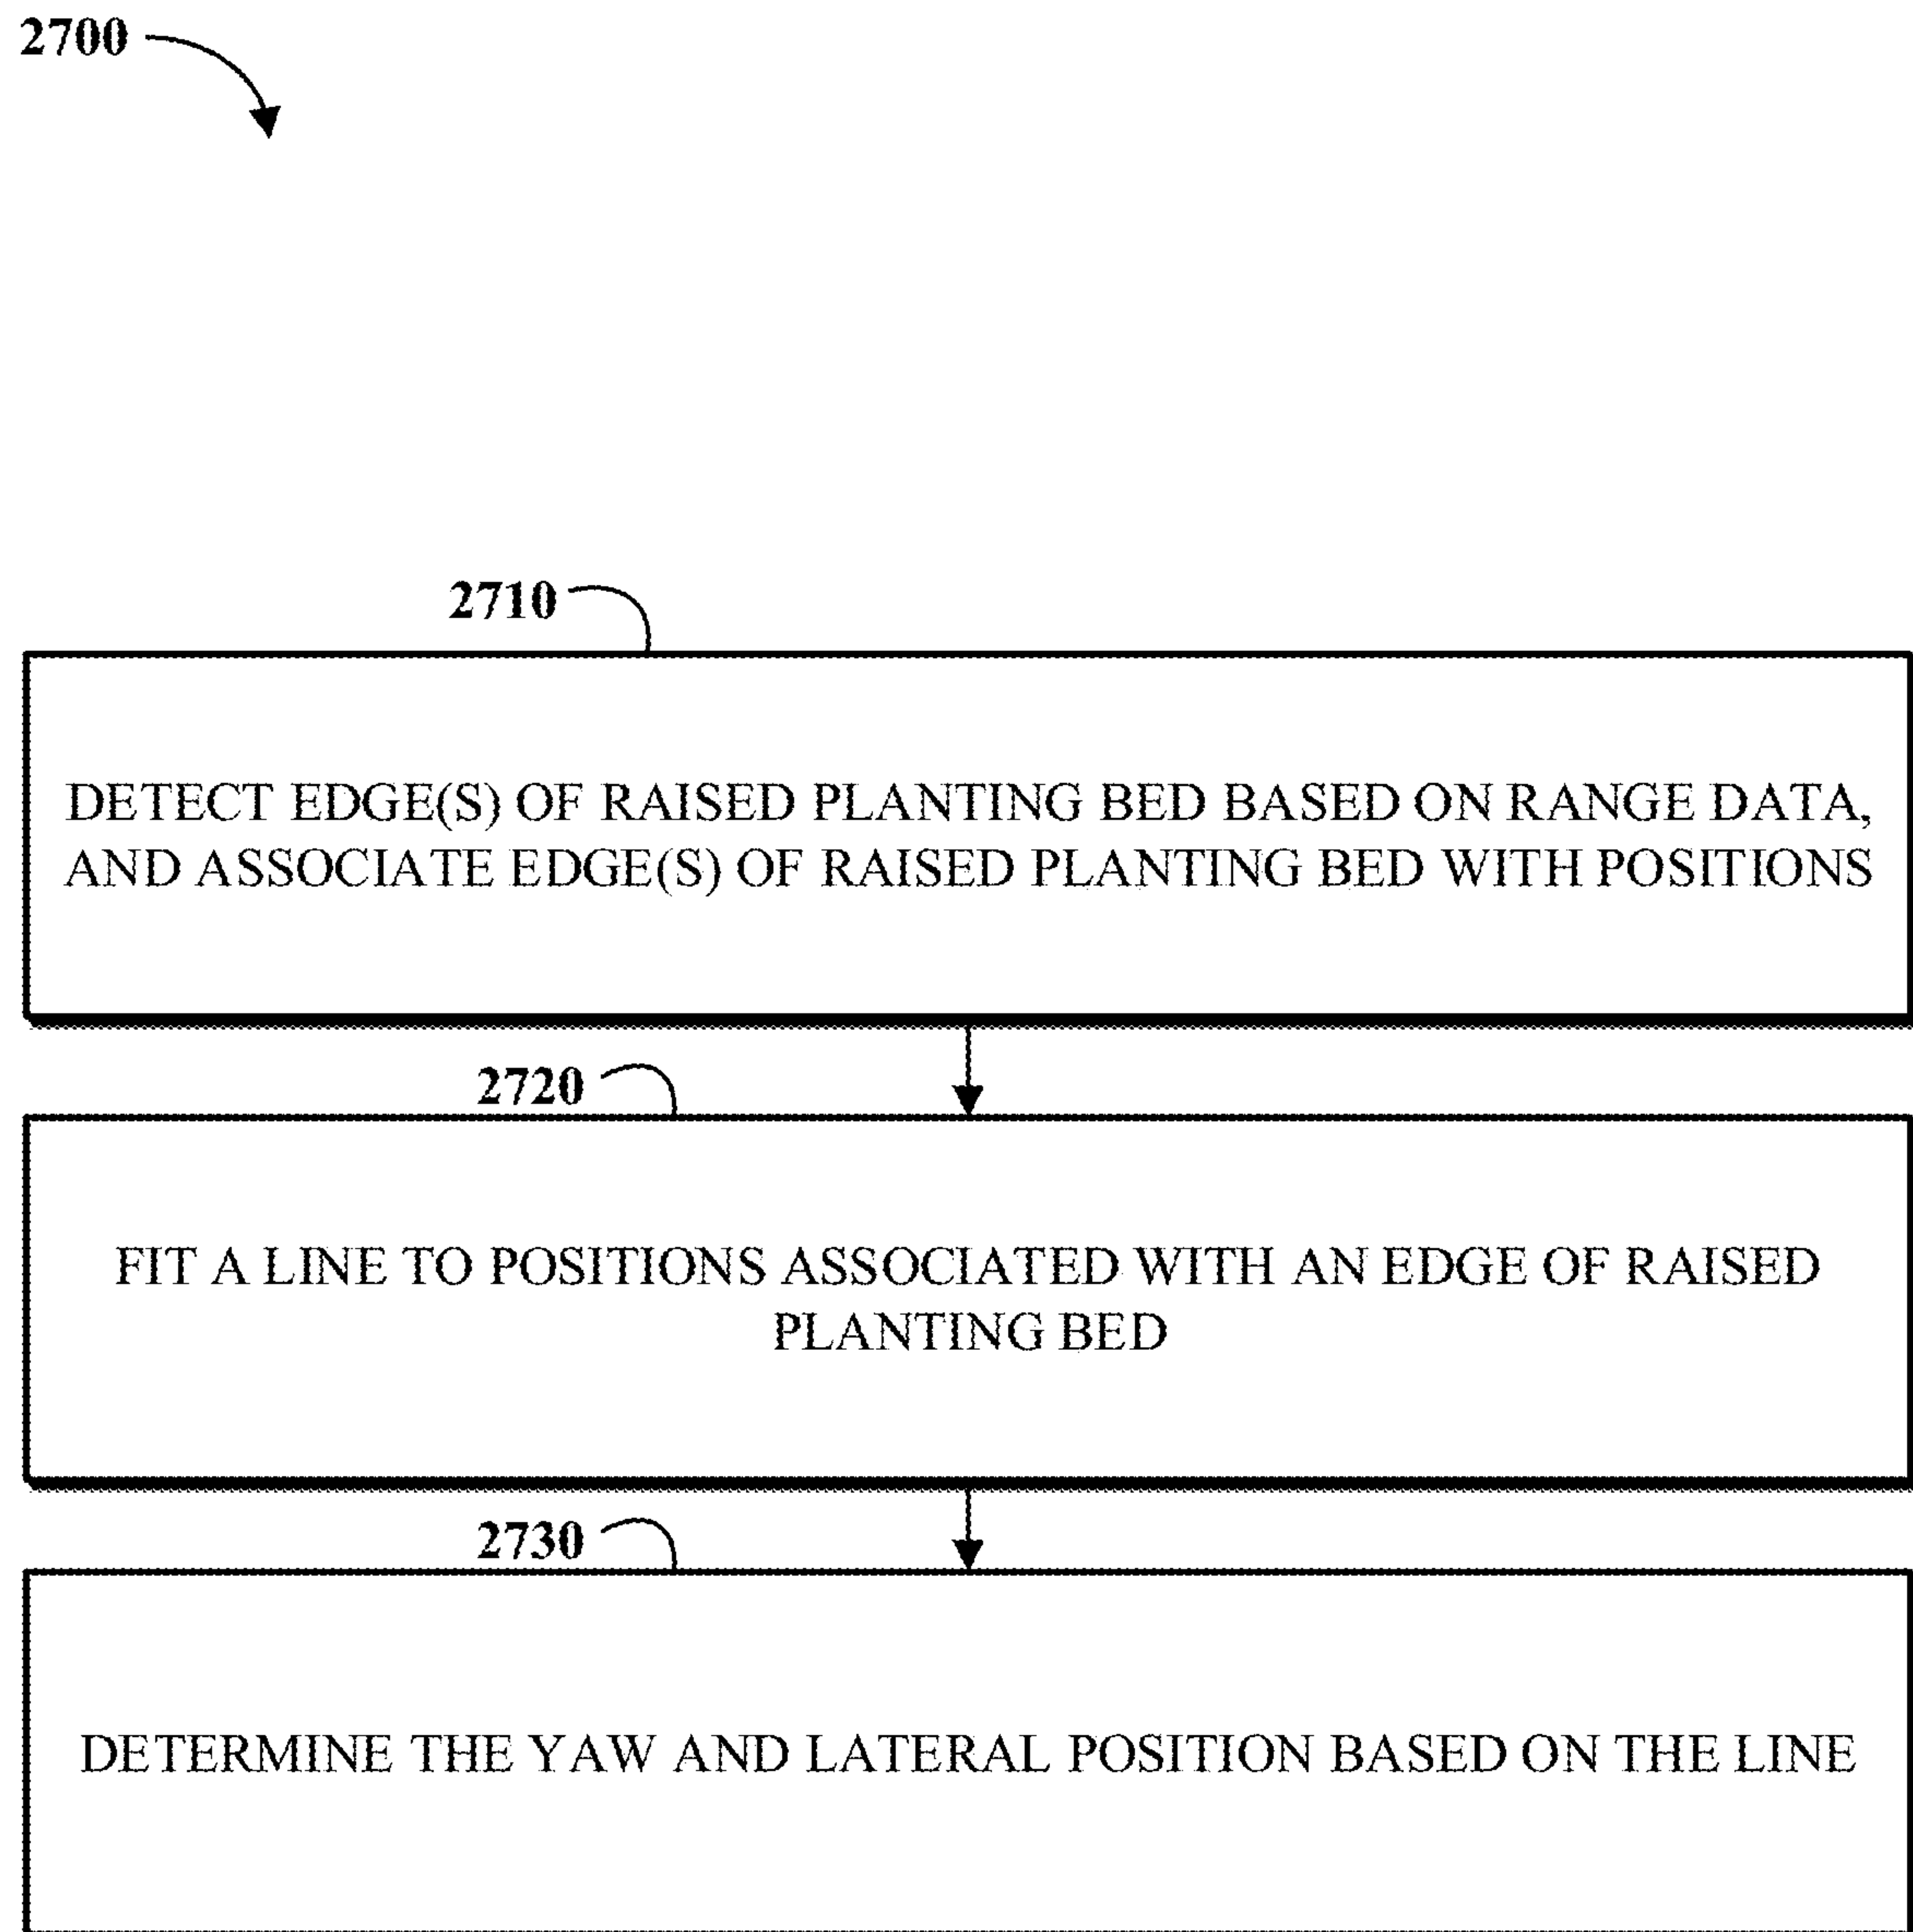 2700
2710
DETECT EDGE(S) OF RAISED PLANTING BED BASED ON RANGE DATA,
AND ASSOCIATE EDGE(S) OF RAISED PLANTING BED WITH POSITIONS
2720
FIT A LINE TO POSITIONS ASSOCIATED WITH AN EDGE OF RAISED
PLANTING BED
2730
DETERMINE THE YAW AND LATERAL POSITION BASED ON THE LINE